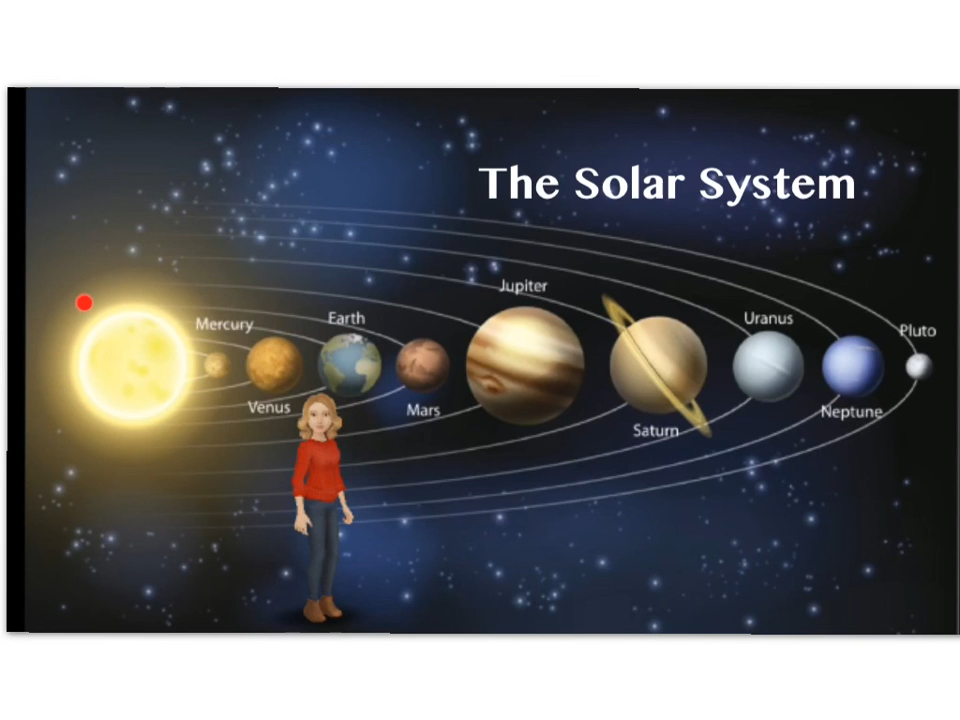 The Solar System
Jupiter
Earth
Uranus
Mercury
Pluto
Venus
Mars
Neptune
Saturn